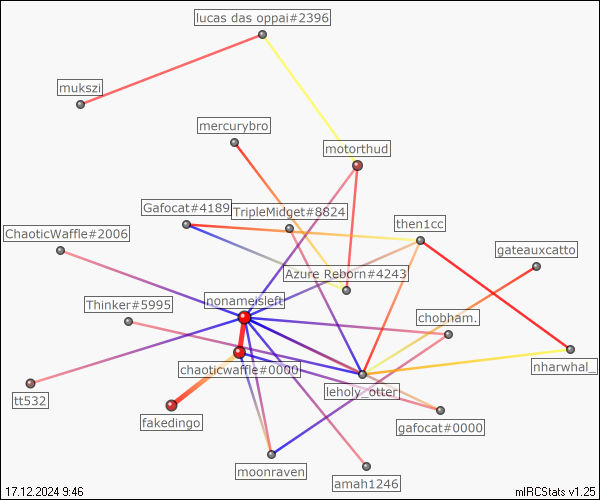 lucas das oppai#2396
mukszi
mercurybro
motorthud
Gafocat#4189
TripleMidget#8824
then1cc
ChaoticWaffle#2006
gateauxcatto
Azure Reborn#4243
nonameisleft
Thinker#5995
chobham.
nharwhal_
chaoticwaffle#0000
leholy_otter
tt532
fakedingo
gafocat#0000
moonraven
amah1246
17.12.2024 9:46
mIRCStats v1.25